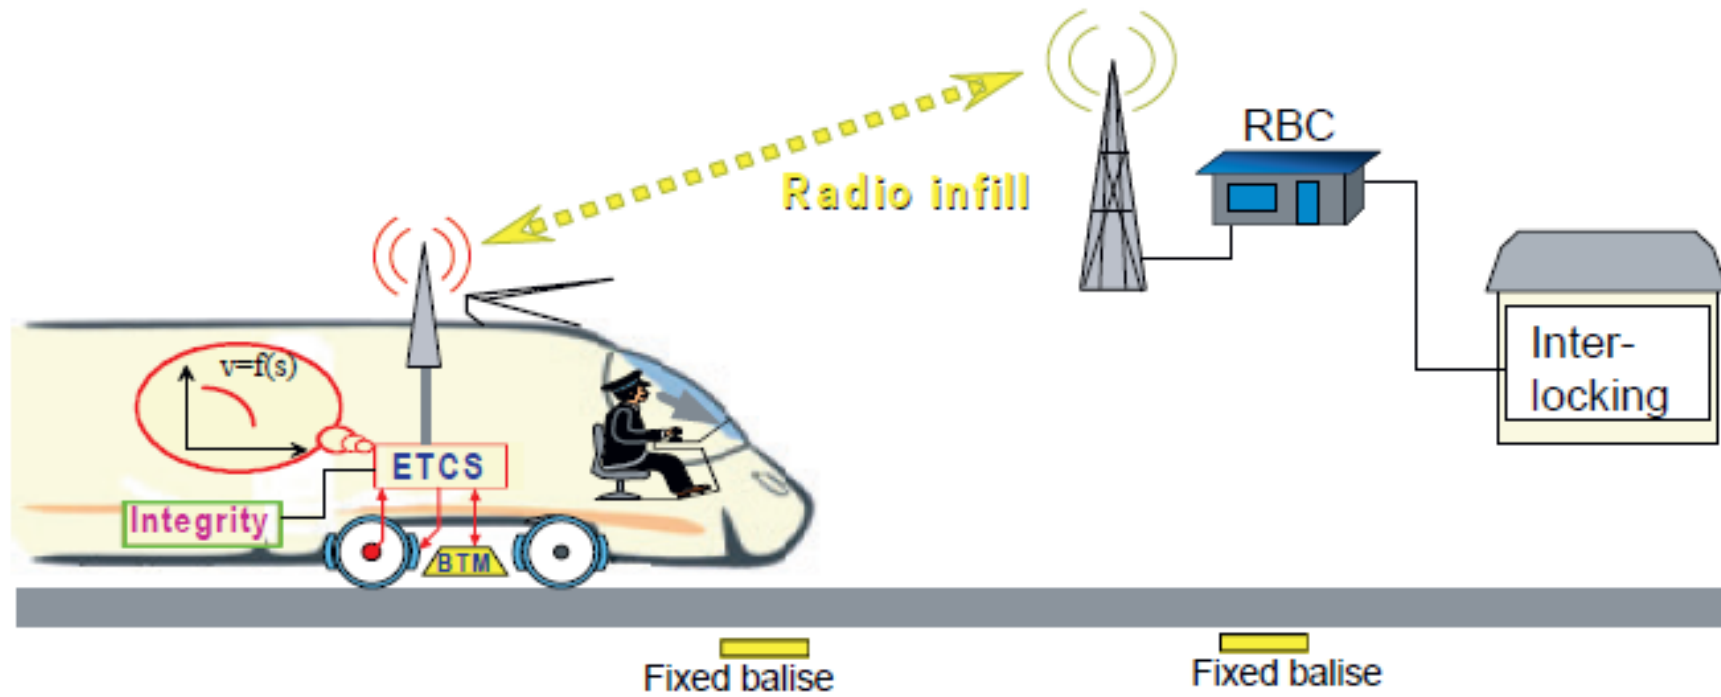 RBC
Radio infill
Inter-
locking
v=f(s)
ETCS
Integrity
BTM
Fixed balise
Fixed balise